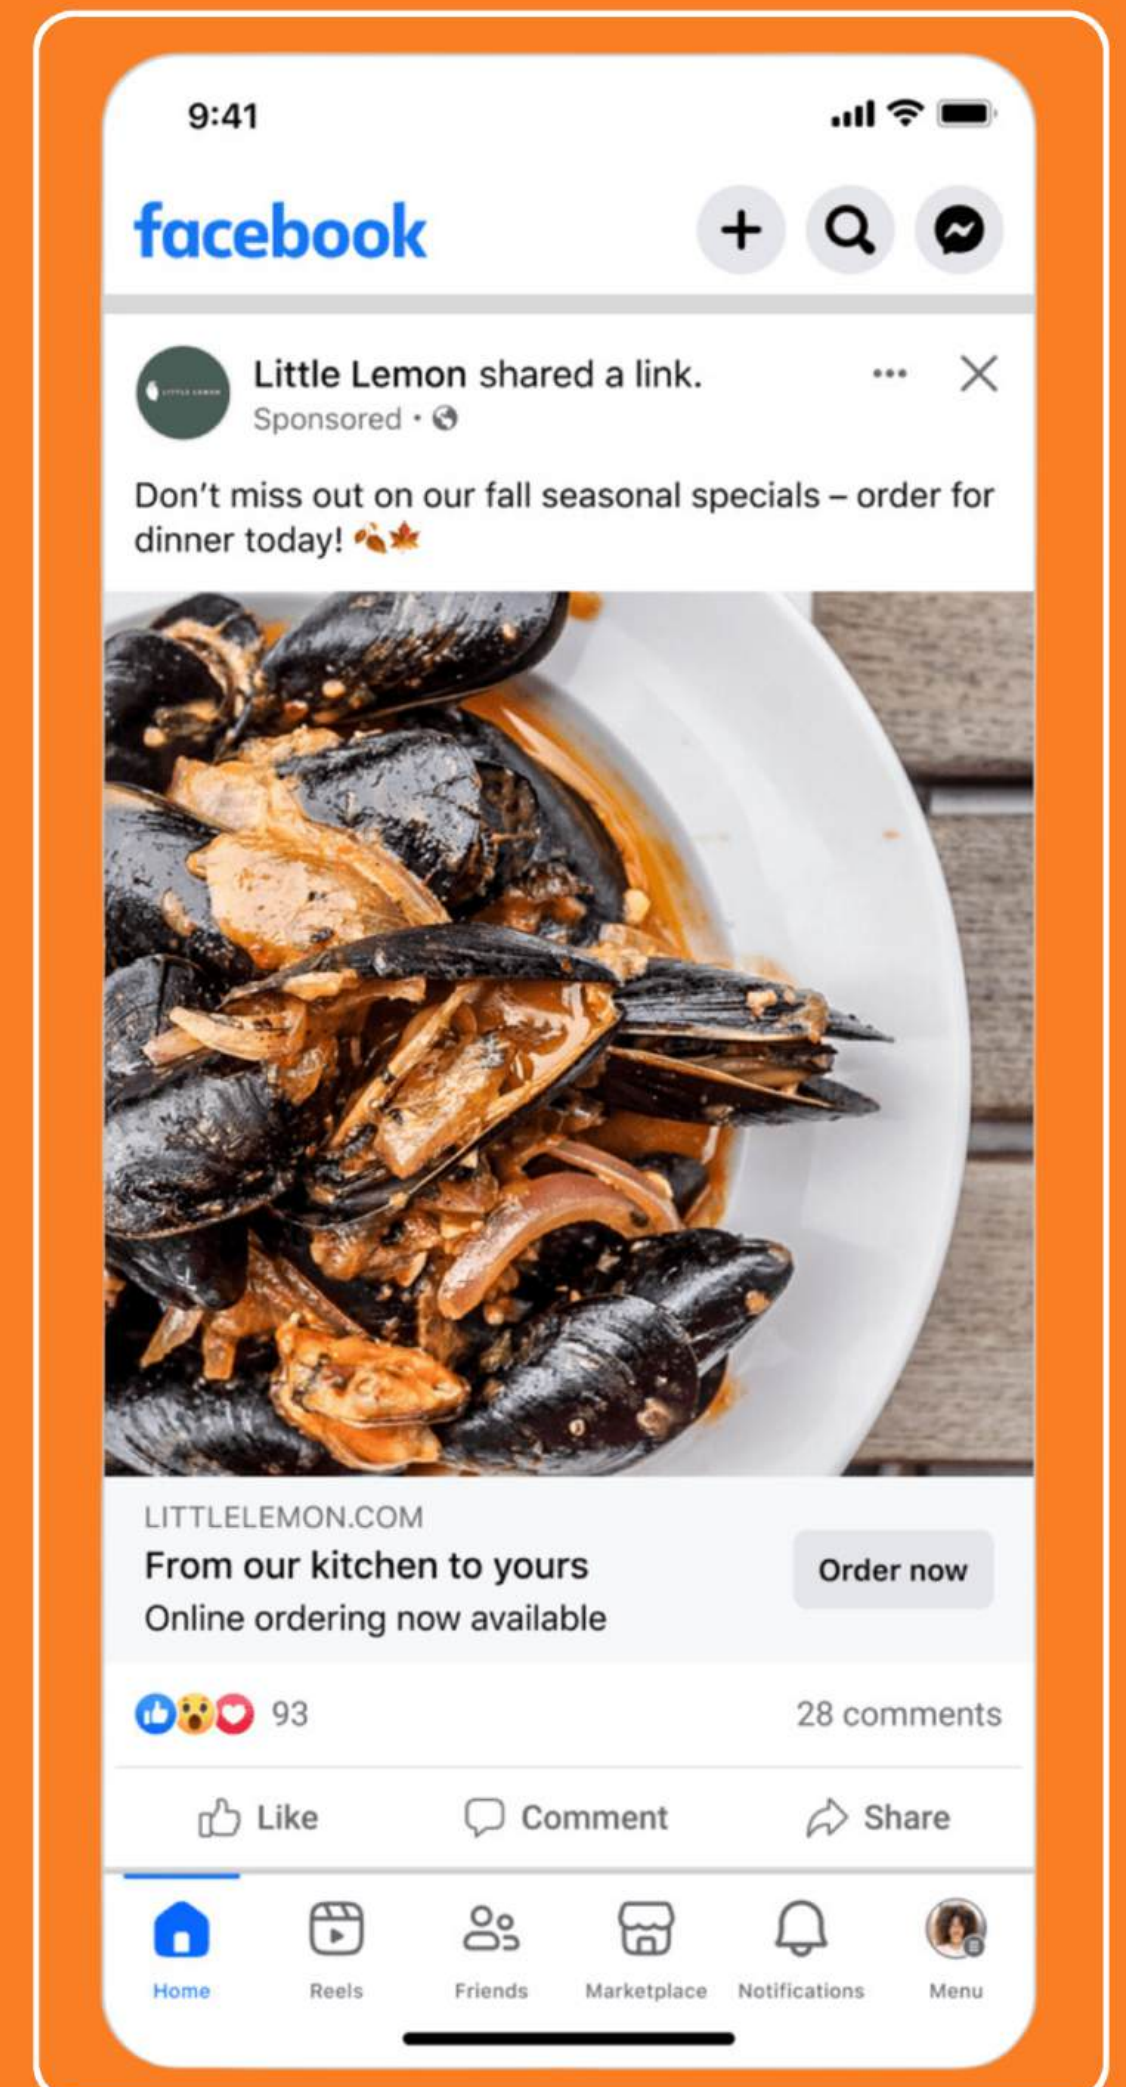 9:41
facebook
Little Lemon shared a link.
Sponsored ·
LITTLE LEMON
Don't miss out on our fall seasonal specials – order for
dinner today! 🍂🍁
LITTLELEMON.COM
From our kitchen to yours
Online ordering now available
Order now
93
28 comments
Like
Comment
Share
Home
Reels
Friends
Marketplace
Notifications
Menu